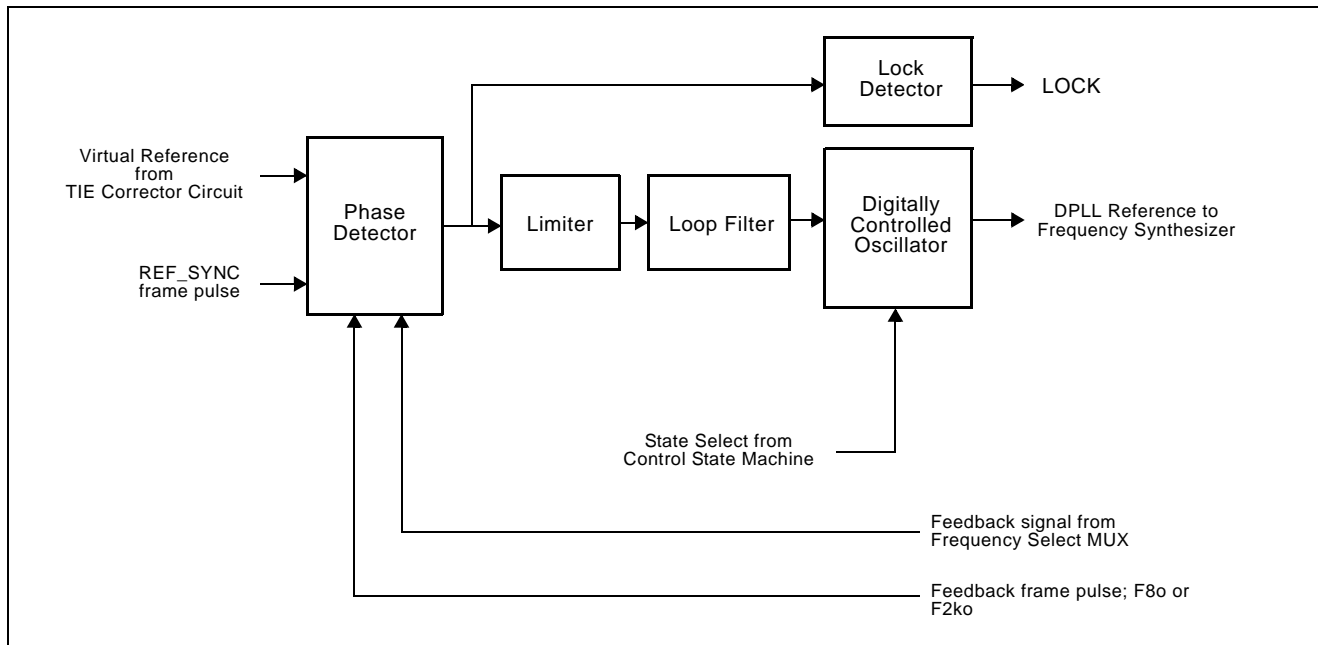 Lock
Detector
LOCK
Virtual Reference
from
TIE Corrector Circuit
Phase
Detector
Limiter
Loop Filter
Digitally
Controlled
Oscillator
DPLL Reference to
Frequency Synthesizer
REF_SYNC
frame pulse
State Select from
Control State Machine
Feedback signal from
Frequency Select MUX
Feedback frame pulse; F8o or
F2ko